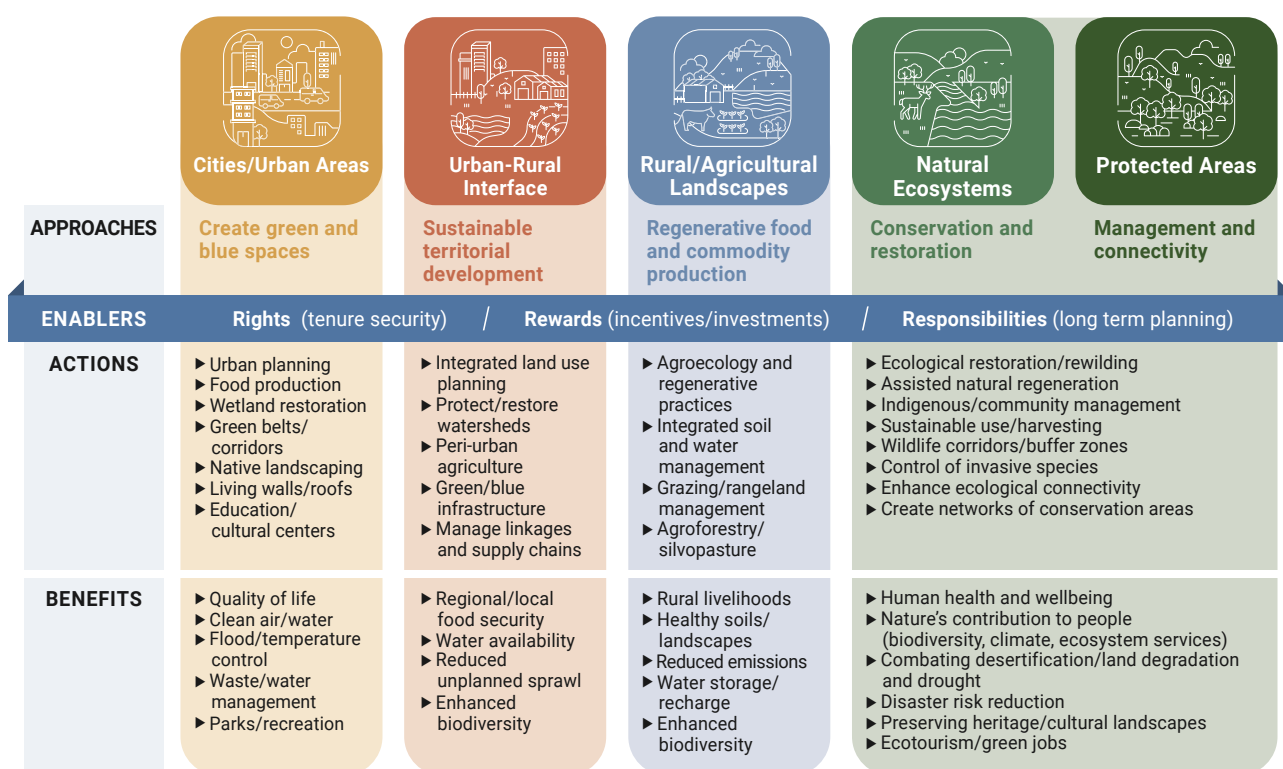 Cities/Urban Areas
Urban-Rural
Interface
Rural/Agricultural
Landscapes
Natural
Ecosystems
Protected Areas
APPROACHES
Create green and
blue spaces
Sustainable
territorial
development
Regenerative food
and commodity
production
Conservation and
restoration
Management and
connectivity
ENABLERS
Rights (tenure security) / Rewards (incentives/investments) / Responsibilities (long term planning)
ACTIONS
▶ Urban planning
▶ Food production
▶ Wetland restoration
▶ Green belts/
corridors
▶ Native landscaping
▶ Living walls/roofs
▶ Education/
cultural centers
▶ Integrated land use
planning
▶ Protect/restore
watersheds
▶ Peri-urban
agriculture
▶ Green/blue
infrastructure
▶ Manage linkages
and supply chains
▶ Agroecology and
regenerative
practices
▶ Integrated soil
and water
management
▶ Grazing/rangeland
management
▶ Agroforestry/
silvopasture
▶ Ecological restoration/rewilding
▶ Assisted natural regeneration
▶ Indigenous/community management
▶ Sustainable use/harvesting
▶ Wildlife corridors/buffer zones
▶ Control of invasive species
▶ Enhance ecological connectivity
▶ Create networks of conservation areas
BENEFITS
▶ Quality of life
▶ Clean air/water
▶ Flood/temperature
control
▶ Waste/water
management
▶ Parks/recreation
▶ Regional/local
food security
▶ Water availability
▶ Reduced
unplanned sprawl
▶ Enhanced
biodiversity
▶ Rural livelihoods
▶ Healthy soils/
landscapes
▶ Reduced emissions
▶ Water storage/
recharge
▶ Enhanced
biodiversity
▶ Human health and wellbeing
▶ Nature’s contribution to people
(biodiversity, climate, ecosystem services)
▶ Combating desertification/land degradation
and drought
▶ Disaster risk reduction
▶ Preserving heritage/cultural landscapes
▶ Ecotourism/green jobs